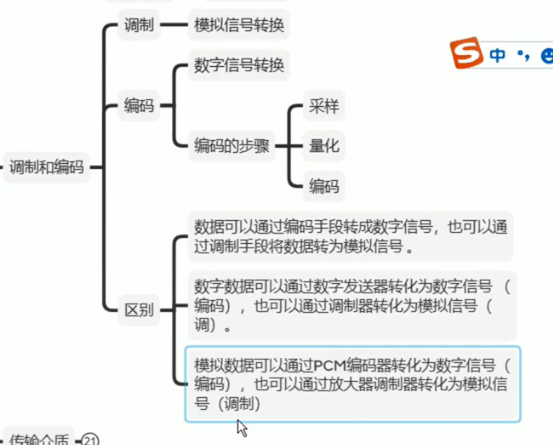 调制
模拟信号转换
S 中 °，
数字信号转换
编码
采样
编码的步骤
量化
调制和编码
编码
数据可以通过编码手段转成数字信号，也可以通
过调制手段将数据转为模拟信号 。
数字数据可以通过数字发送器转化为数字信号 （
编码），也可以通过调制器转化为模拟信号（
调）。
区别
模拟数据可以通过PCM编码器转化为数字信号（
编码），也可以通过放大器调制器转化为模拟信
号（调制）
传输介质
21